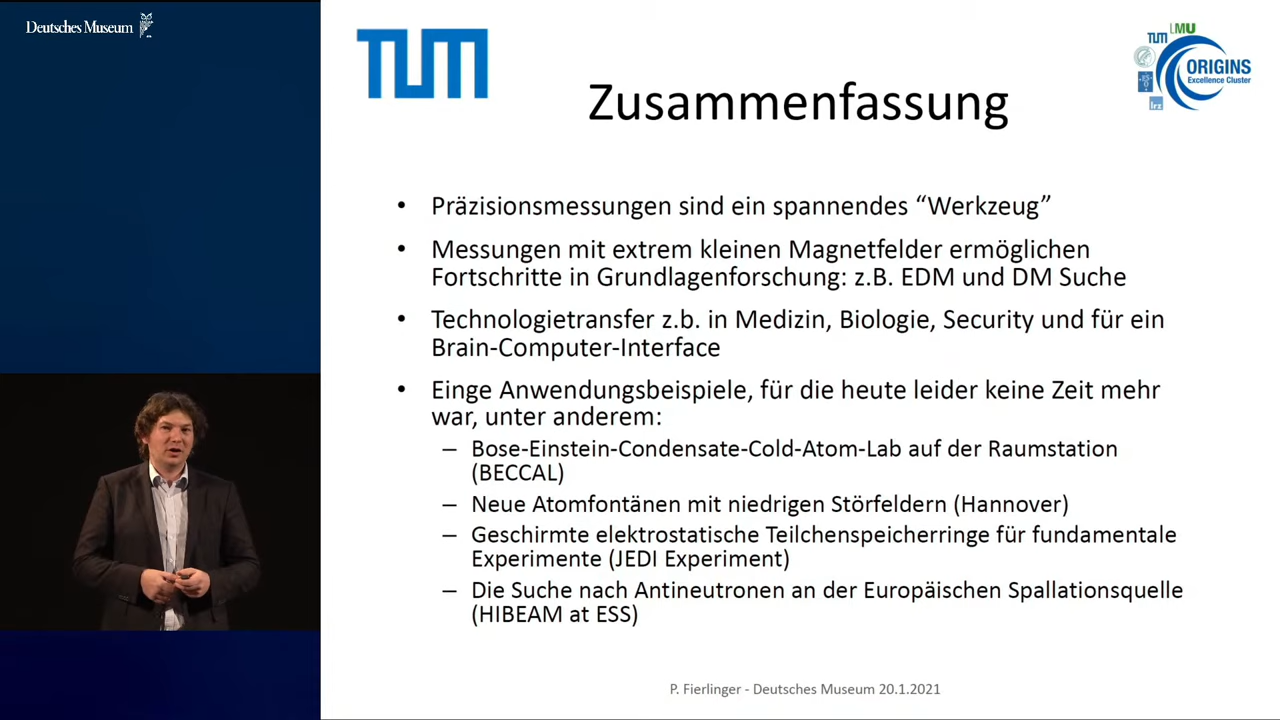 Deutsches Museum
TUM
TUM LMU
ORIGINS
Excellence Cluster
Zusammenfassung
• Präzisionsmessungen sind ein spannendes “Werkzeug”
• Messungen mit extrem kleinen Magnetfelder ermöglichen
Fortschritte in Grundlagenforschung: z.B. EDM und DM Suche
• Technologietransfer z.b. in Medizin, Biologie, Security und für ein
Brain-Computer-Interface
• Einge Anwendungsbeispiele, für die heute leider keine Zeit mehr
war, unter anderem:
– Bose-Einstein-Condensate-Cold-Atom-Lab auf der Raumstation
(BECCAL)
– Neue Atomfontänen mit niedrigen Störfeldern (Hannover)
– Geschirmte elektrostatische Teilchenspeicherringe für fundamentale
Experimente (JEDI Experiment)
– Die Suche nach Antineutronen an der Europäischen Spallationsquelle
(HIBEAM at ESS)
P. Fierlinger - Deutsches Museum 20.1.2021